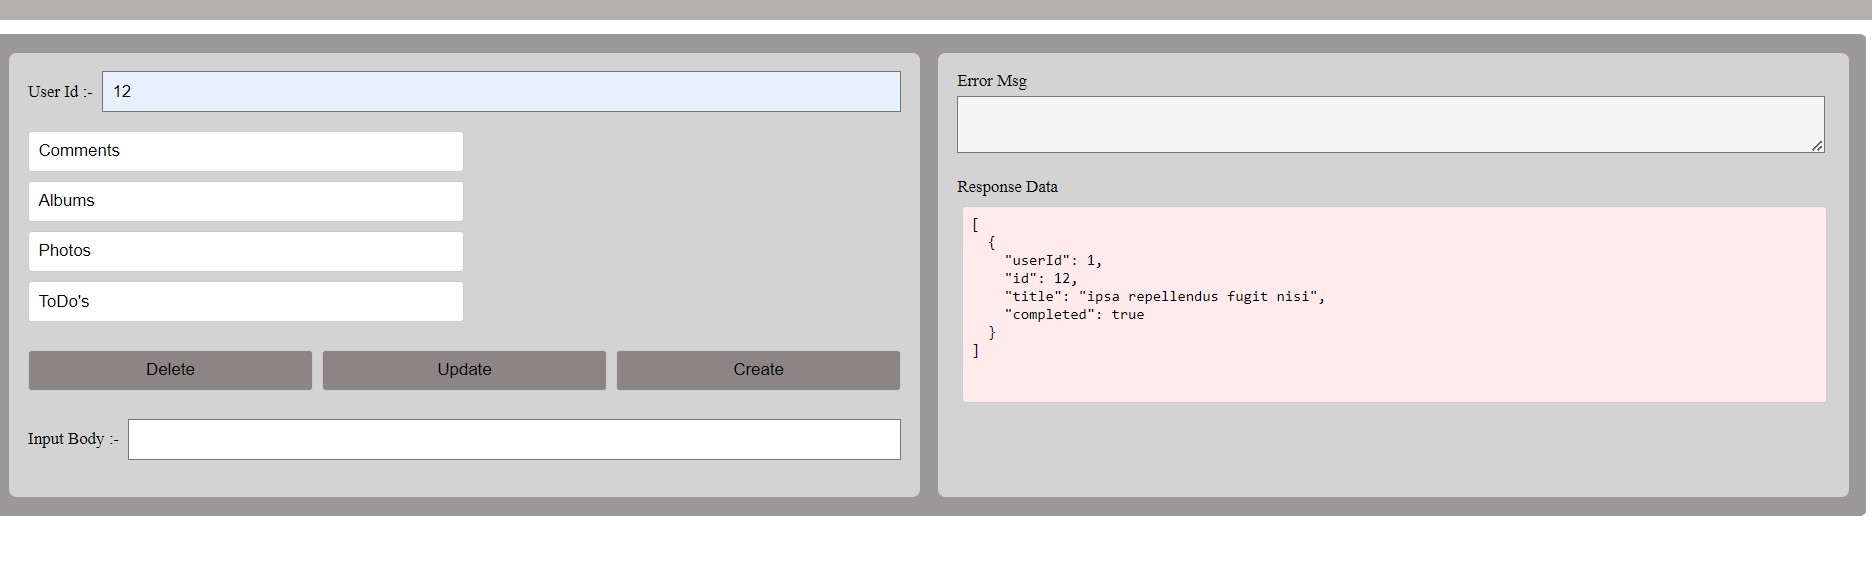 User Id :- 12
Comments
Albums
Photos
ToDo's
Delete Update Create
Input Body :-
Error Msg
Response Data
[
  {
    "userId": 1,
    "id": 12,
    "title": "ipsa repellendus fugit nisi",
    "completed": true
  }
]